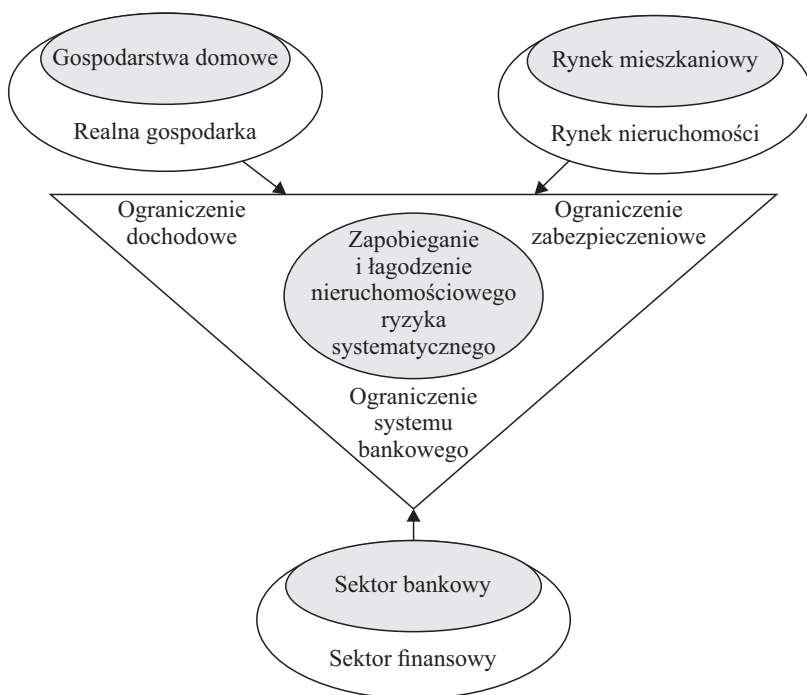 Gospodarstwa domowe
Realna gospodarka
Rynek mieszkaniowy
Rynek nieruchomości
Ograniczenie
dochodowe
Ograniczenie
zabezpieczeniowe
Zapobieganie
i łagodzenie
nieruchomościowego
ryzyka
systematycznego
Ograniczenie
systemu
bankowego
Sektor bankowy
Sektor finansowy